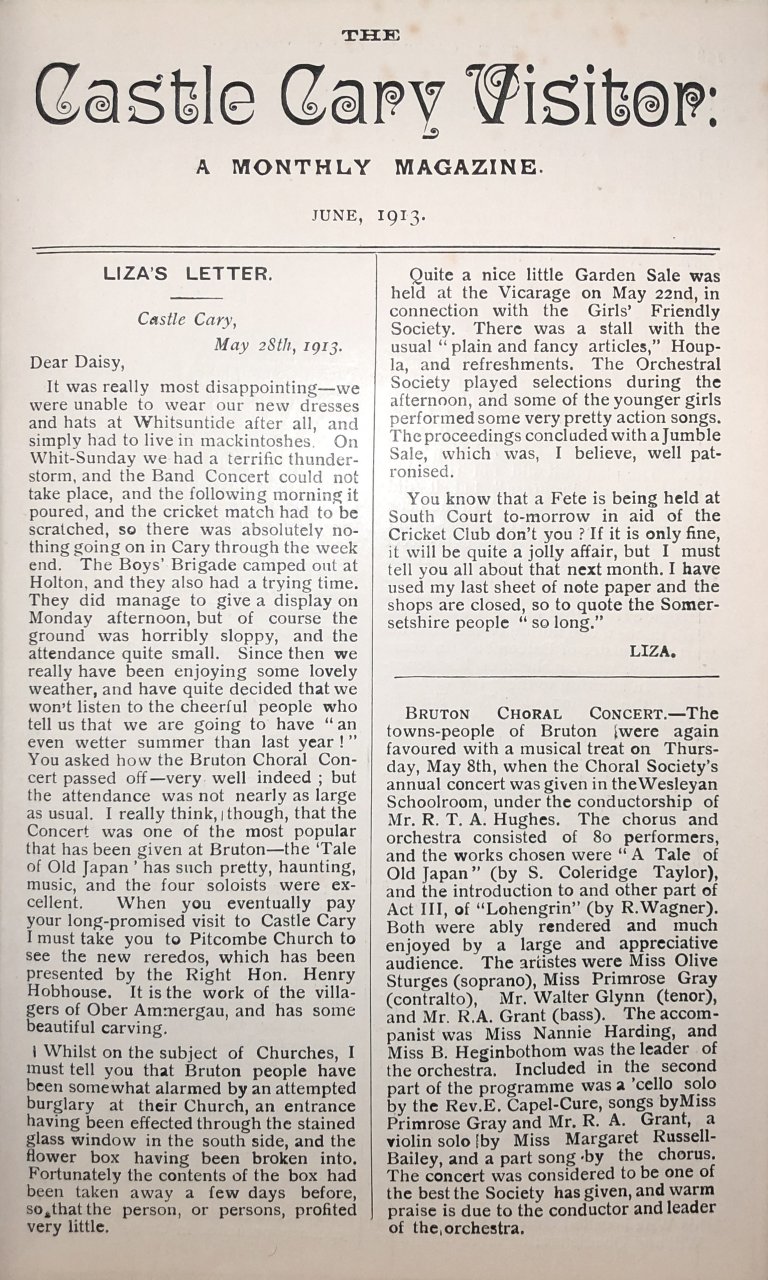 THE
Castle Cary Visitor:
A MONTHLY MAGAZINE.
JUNE, 1913.
LIZA'S LETTER.
Castle Cary,
May 28th, 1913.
Dear Daisy,
It was really most disappointing—we
were unable to wear our new dresses
and hats at Whitsuntide after all, and
simply had to live in mackintoshes. On
Whit-Sunday we had a terrific thunder-
storm, and the Band Concert could not
take place, and the following morning it
poured, and the cricket match had to be
scratched, so there was absolutely no-
thing going on in Cary through the week
end. The Boys' Brigade camped out at
Holton, and they also had a trying time.
They did manage to give a display on
Monday afternoon, but of course the
ground was horribly sloppy, and the
attendance quite small. Since then we
really have been enjoying some lovely
weather, and have quite decided that we
won't listen to the cheerful people who
tell us that we are going to have "an
even wetter summer than last year!"
You asked how the Bruton Choral Con-
cert passed off—very well indeed; but
the attendance was not nearly as large
as usual. I really think, though, that the
Concert was one of the most popular
that has been given at Bruton—the 'Tale
of Old Japan' has such pretty, haunting,
music, and the four soloists were ex-
cellent. When you eventually pay
your long-promised visit to Castle Cary
I must take you to Pitcombe Church to
see the new reredos, which has been
presented by the Right Hon. Henry
Hobhouse. It is the work of the villa-
gers of Ober Ammergau, and has some
beautiful carving.
Whilst on the subject of Churches, I
must tell you that Bruton people have
been somewhat alarmed by an attempted
burglary at their Church, an entrance
having been effected through the stained
glass window in the south side, and the
flower box having been broken into.
Fortunately the contents of the box had
been taken away a few days before,
so that the person, or persons, profited
very little.
Quite a nice little Garden Sale was
held at the Vicarage on May 22nd, in
connection with the Girls' Friendly
Society. There was a stall with the
usual "plain and fancy articles," Houp-
la, and refreshments. The Orchestral
Society played selections during the
afternoon, and some of the younger girls
performed some very pretty action songs.
The proceedings concluded with a Jumble
Sale, which was, I believe, well pat-
ronised.
You know that a Fete is being held at
South Court to-morrow in aid of the
Cricket Club don't you? If it is only fine,
it will be quite a jolly affair, but I must
tell you all about that next month. I have
used my last sheet of note paper and the
shops are closed, so to quote the Somer-
setshire people "so long."
LIZA.
BRUTON CHORAL CONCERT.—The
towns-people of Bruton were again
favoured with a musical treat on Thurs-
day, May 8th, when the Choral Society's
annual concert was given in the Wesleyan
Schoolroom, under the conductorship of
Mr. R. T. A. Hughes. The chorus and
orchestra consisted of 80 performers,
and the works chosen were "A Tale of
Old Japan" (by S. Coleridge Taylor),
and the introduction to and other part of
Act III, of "Lohengrin" (by R. Wagner).
Both were ably rendered and much
enjoyed by a large and appreciative
audience. The artistes were Miss Olive
Sturges (soprano), Miss Primrose Gray
(contralto), Mr. Walter Glynn (tenor),
and Mr. R.A. Grant (bass). The accom-
panist was Miss Nannie Harding, and
Miss B. Heginbothom was the leader of
the orchestra. Included in the second
part of the programme was a 'cello solo
by the Rev. E. Capel-Cure, songs by Miss
Primrose Gray and Mr. R. A. Grant, a
violin solo by Miss Margaret Russell-
Bailey, and a part song by the chorus.
The concert was considered to be one of
the best the Society has given, and warm
praise is due to the conductor and leader
of the orchestra.